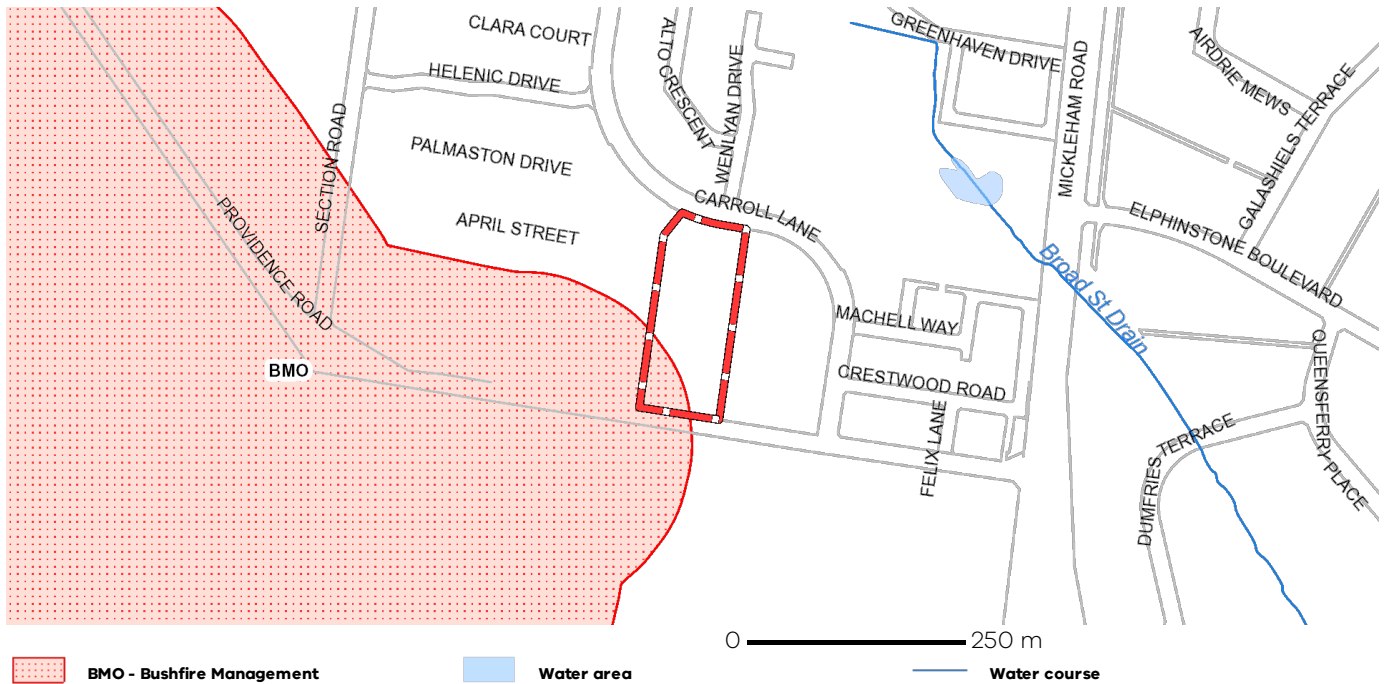 CLARA COURT
HELENIC DRIVE
ALTO CRESCENT
WENLYAN DRIVE
GREENHAVEN DRIVE
MICKLEHAM ROAD
AIRDRIE MEWS
GALASHIELS TERRACE
SECTION ROAD
PALMASTON DRIVE
APRIL STREET
PROVIDENCE ROAD
CARROLL LANE
ELPHINSTONE BOULEVARD
Broad St Drain
MACHELL WAY
CRESTWOOD ROAD
FELIX LANE
QUEENSFERRY PLACE
DUMFRIES TERRACE
BMO
0 250 m
BMO - Bushfire Management
Water area
Water course